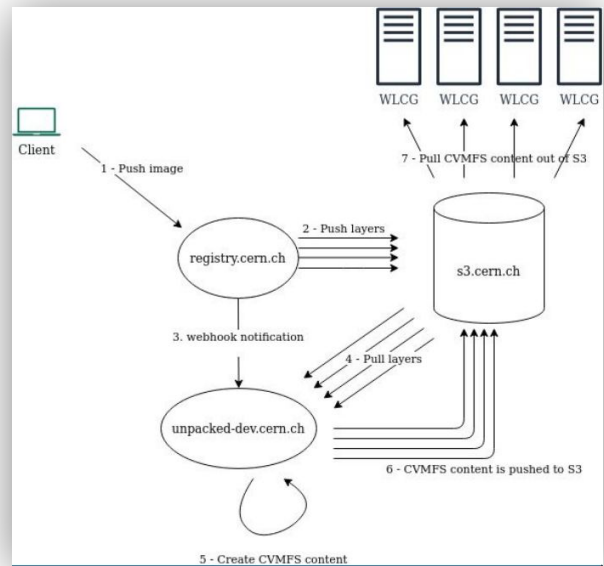 WLCG WLCG WLCG WLCG
Client
1 - Push image
7 - Pull CVMFS content out of S3
2 - Push layers
registry.cern.ch
s3.cern.ch
3. webhook notification
4 - Pull layers
unpacked-dev.cern.ch
6 - CVMFS content is pushed to S3
5 - Create CVMFS content